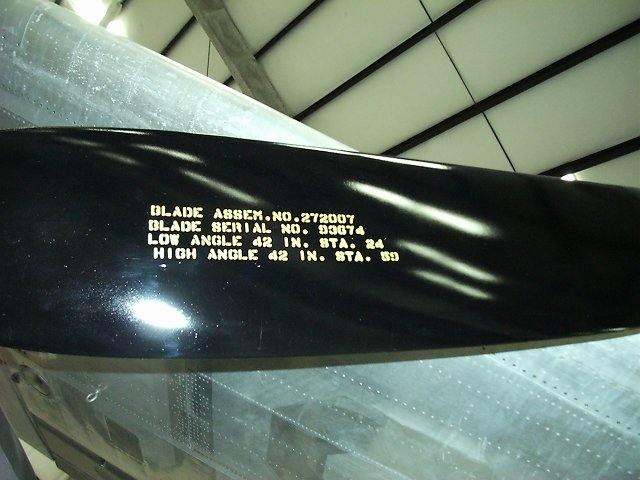 BLADE ASSEM.NO.272007
BLADE SERIAL NO. 93674
LOW ANGLE 42 IN. STA. 24
HIGH ANGLE 42 IN. STA.